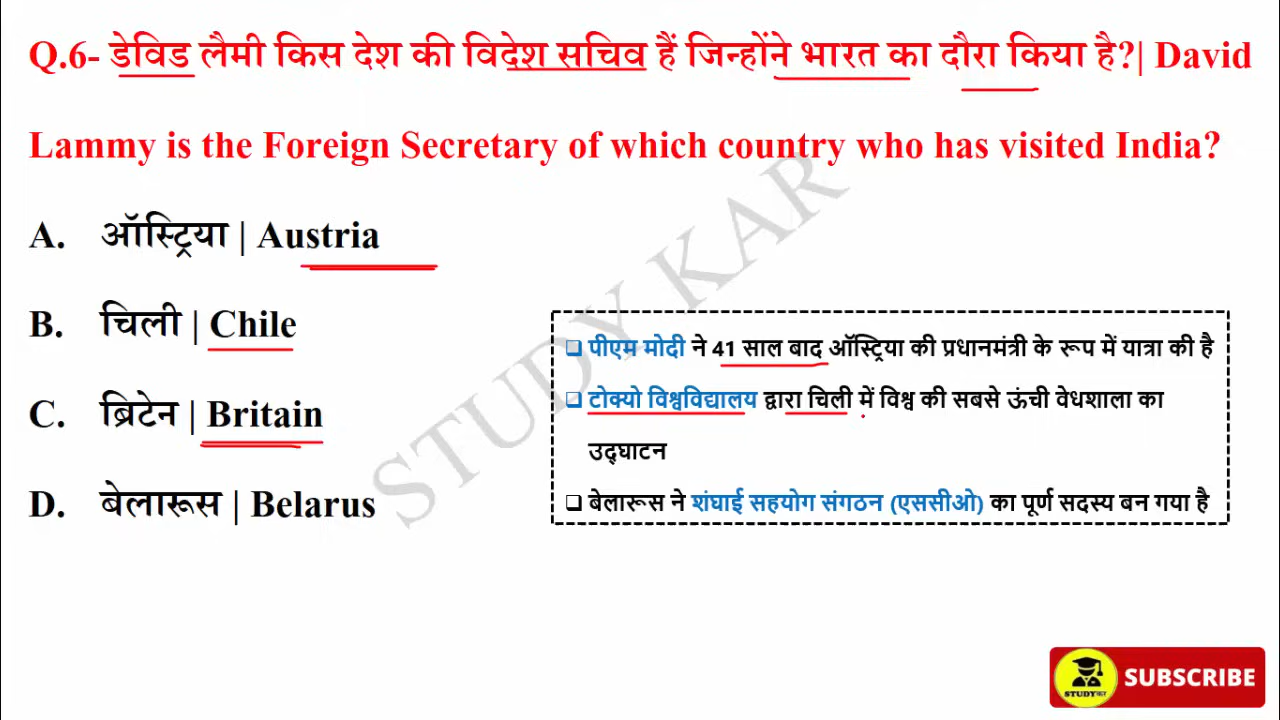 Q.6- डेविड लैमी किस देश की विदेश सचिव हैं जिन्होंने भारत का दौरा किया है?| David
Lammy is the Foreign Secretary of which country who has visited India?
A. ऑस्ट्रिया | Austria
B. चिली | Chile
C. ब्रिटेन | Britain
D. बेलारूस | Belarus
❑ पीएम मोदी ने 41 साल बाद ऑस्ट्रिया की प्रधानमंत्री के रूप में यात्रा की है
❑ टोक्यो विश्वविद्यालय द्वारा चिली में विश्व की सबसे ऊंची वेधशाला का
उद्घाटन
❑ बेलारूस ने शंघाई सहयोग संगठन (एससीओ) का पूर्ण सदस्य बन गया है
STUDY KAR
STUDY कर
SUBSCRIBE